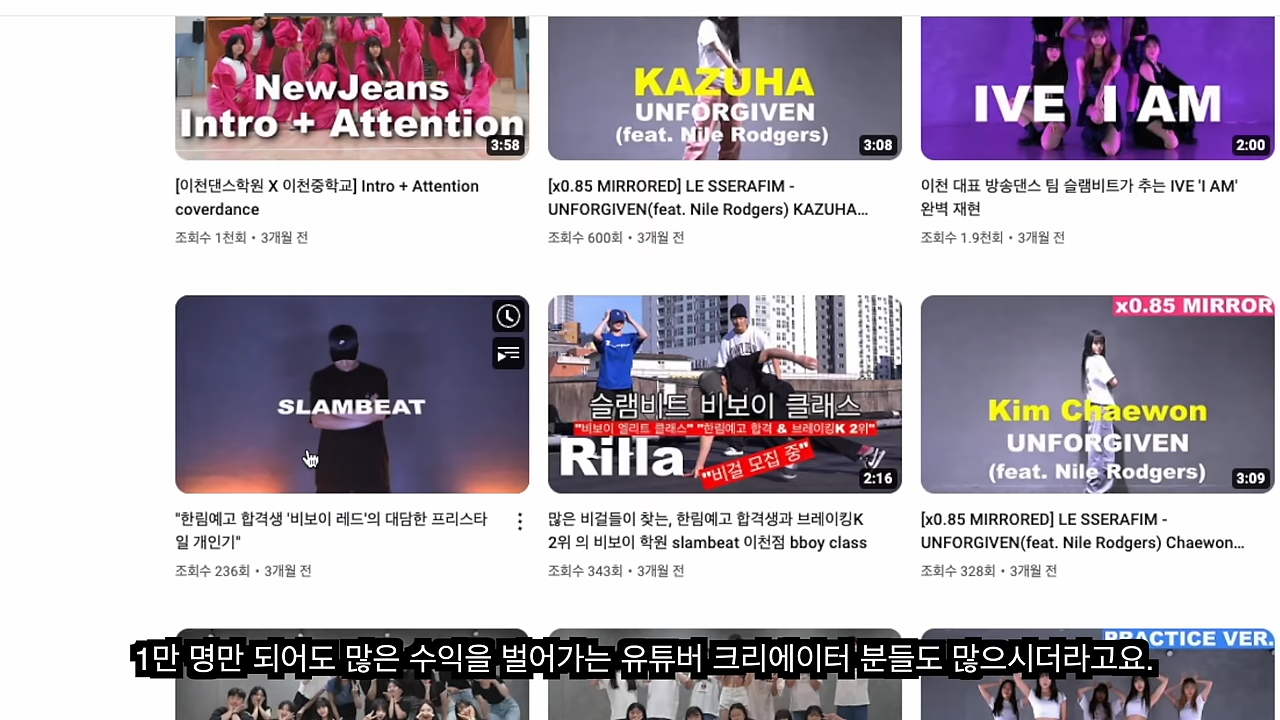 NewJeans
Intro + Attention
3:58
KAZUHA
UNFORGIVEN
(feat. Nile Rodgers)
3:08
IVE I AM
2:00
[이천댄스학원 X 이천중학교] Intro + Attention
coverdance
조회수 1천회 • 3개월 전
[x0.85 MIRRORED] LE SSERAFIM -
UNFORGIVEN(feat. Nile Rodgers) KAZUHA...
조회수 600회 • 3개월 전
이천 대표 방송댄스 팀 슬램비트가 추는 IVE 'I AM'
완벽 재현
조회수 1.9천회 • 3개월 전
SLAMBEAT
슬램비트 비보이 클래스
"비보이 엘리트 클래스" "한림예고 합격 & 브레이킹K 2위"
Rilla
"비걸 모집 중"
2:16
x0.85 MIRROR
Kim Chaewon
UNFORGIVEN
(feat. Nile Rodgers)
3:09
"한림예고 합격생 '비보이 레드'의 대담한 프리스타
일 개인기"
조회수 236회 • 3개월 전
많은 비걸들이 찾는, 한림예고 합격생과 브레이킹K
2위 의 비보이 학원 slambeat 이천점 bboy class
조회수 343회 • 3개월 전
[x0.85 MIRRORED] LE SSERAFIM -
UNFORGIVEN(feat. Nile Rodgers) Chaewon...
조회수 328회 • 3개월 전
PRACTICE VER.
1만 명만 되어도 많은 수익을 벌어가는 유튜버 크리에이터 분들도 많으시더라고요.